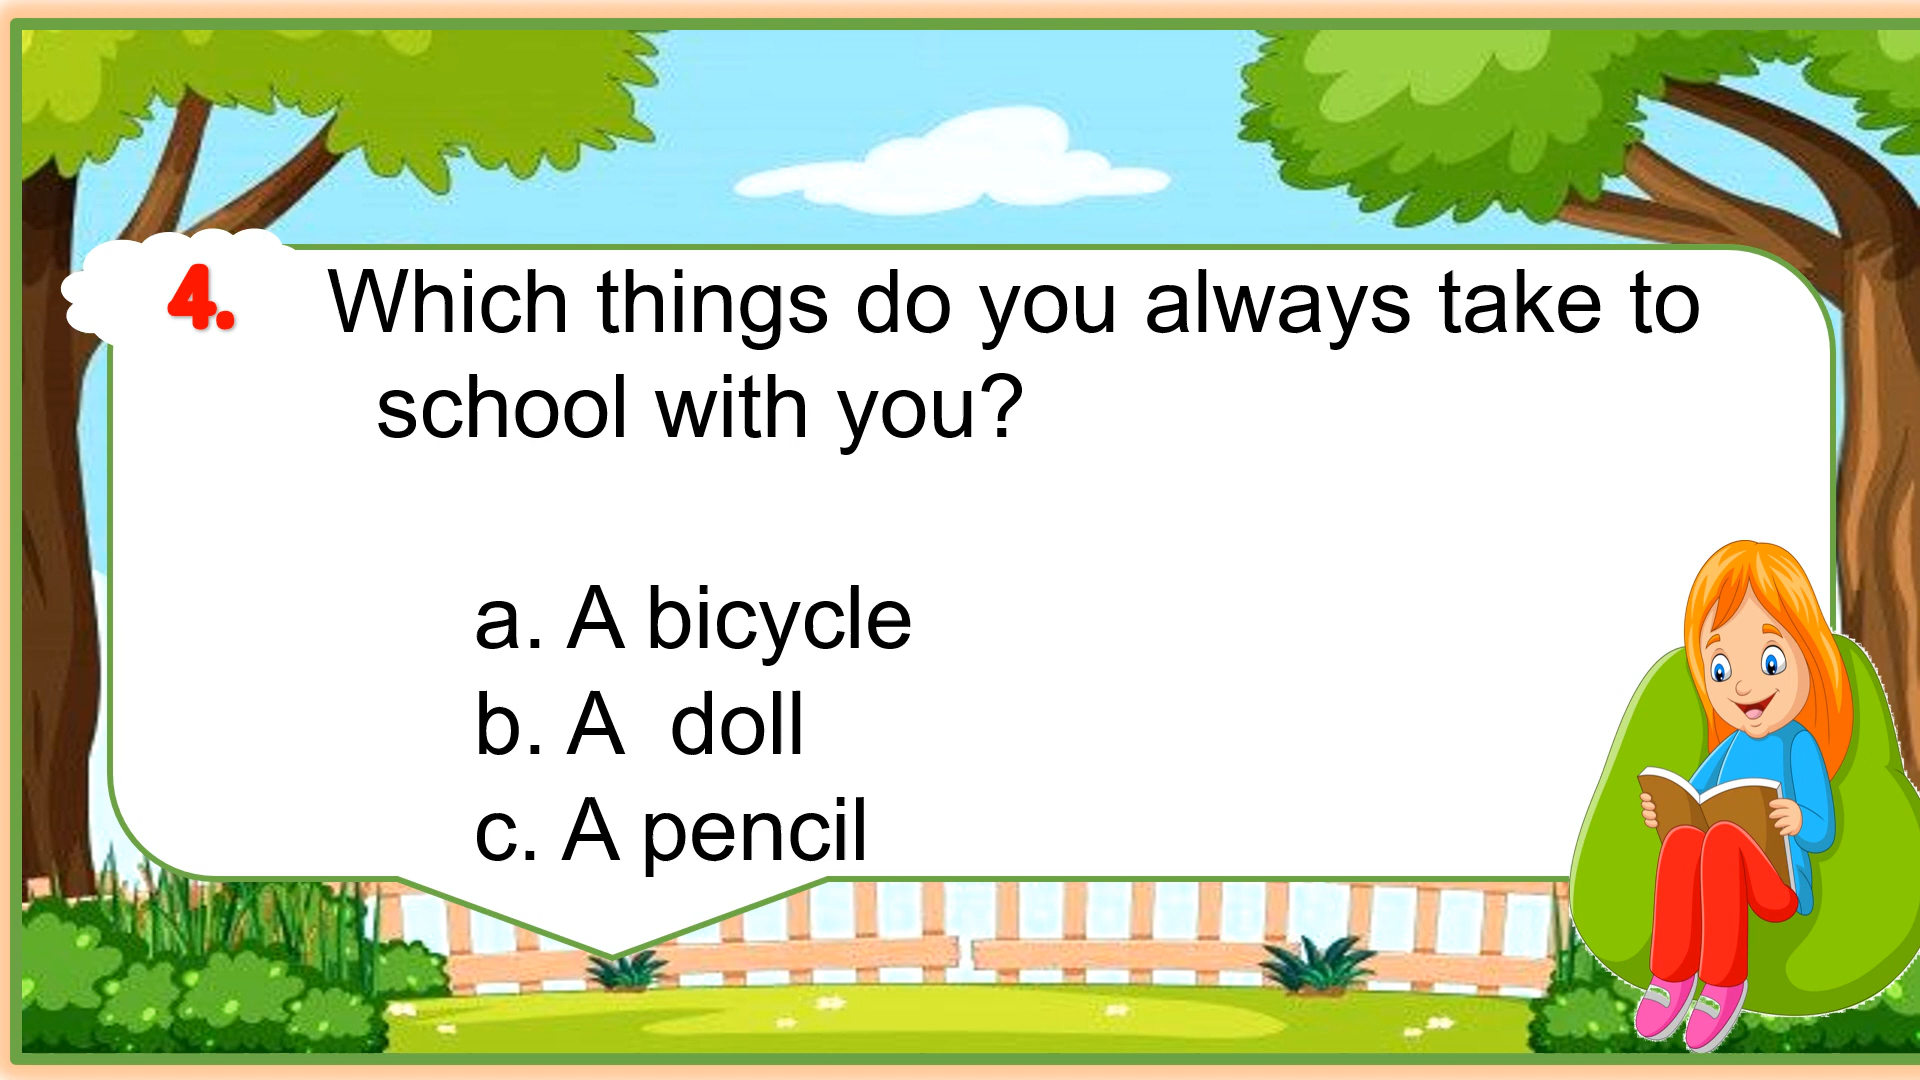 4. Which things do you always take to
school with you?
a. A bicycle
b. A doll
c. A pencil